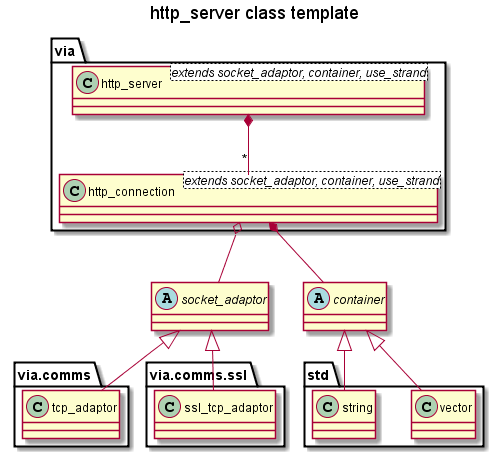 http_server class template
via
C http_server extends socket_adaptor, container, use_strand
*
C http_connection extends socket_adaptor, container, use_strand
A socket_adaptor A container
via.comms via.comms.ssl std
C tcp_adaptor C ssl_tcp_adaptor C string C vector